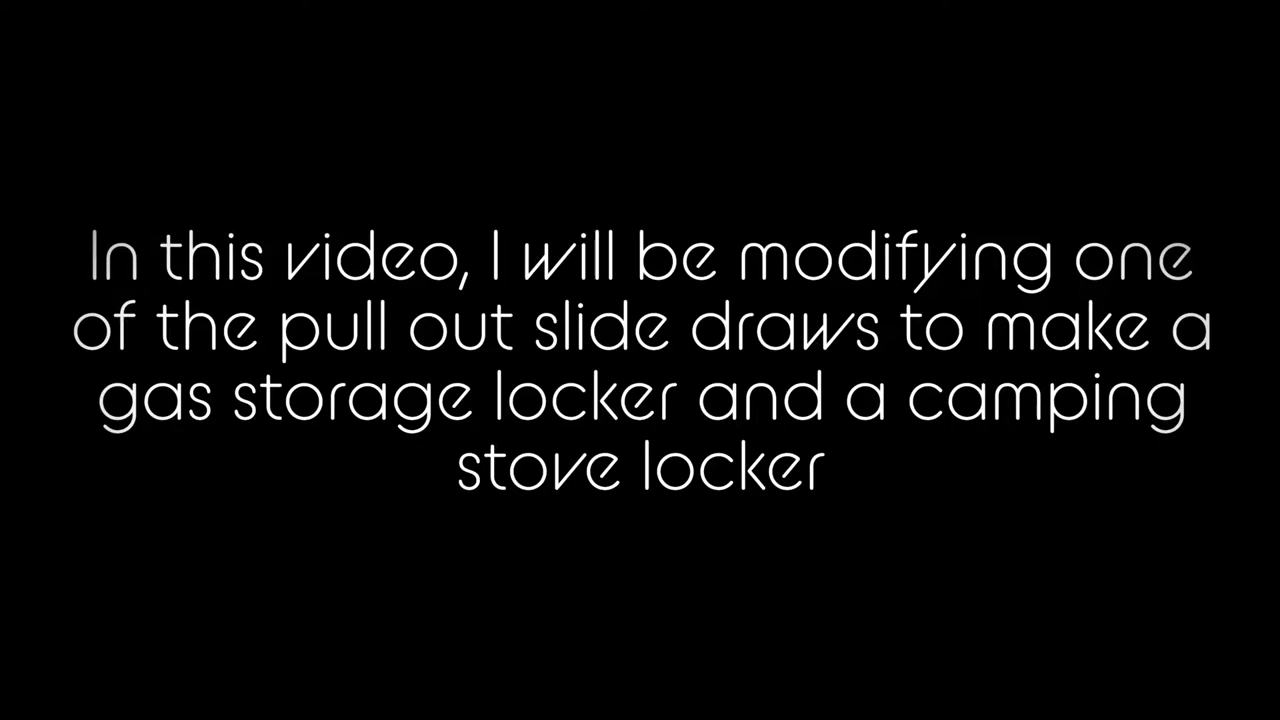 In this video, I will be modifying one
of the pull out slide draws to make a
gas storage locker and a camping
stove locker